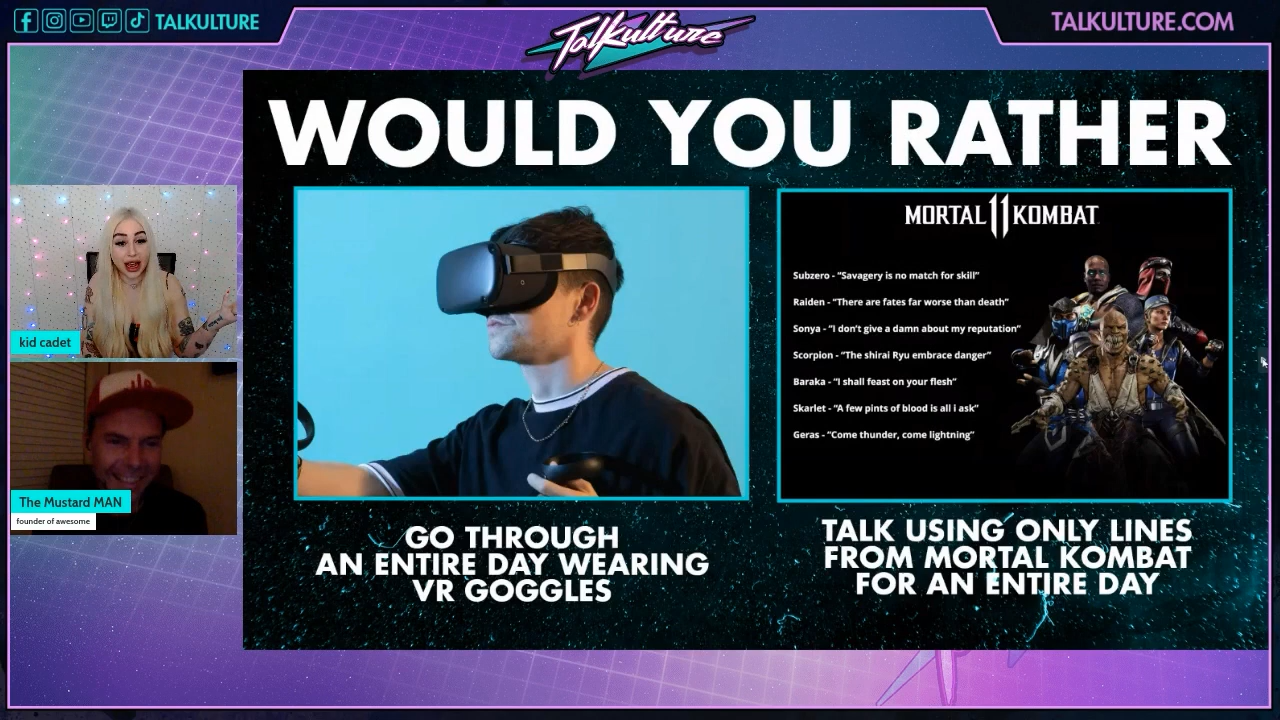 TALKULTURE
Talkulture
TALKULTURE.COM
WOULD YOU RATHER
kid cadet
The Mustard MAN
founder of awesome
GO THROUGH
AN ENTIRE DAY WEARING
VR GOGGLES
MORTAL 11 KOMBAT
Subzero - “Savagery is no match for skill”
Raiden - “There are fates far worse than death”
Sonya - “I don’t give a damn about my reputation”
Scorpion - “The shirai Ryu embrace danger”
Baraka - “I shall feast on your flesh”
Skarlet - “A few pints of blood is all i ask”
Geras - “Come thunder, come lightning”
TALK USING ONLY LINES
FROM MORTAL KOMBAT
FOR AN ENTIRE DAY